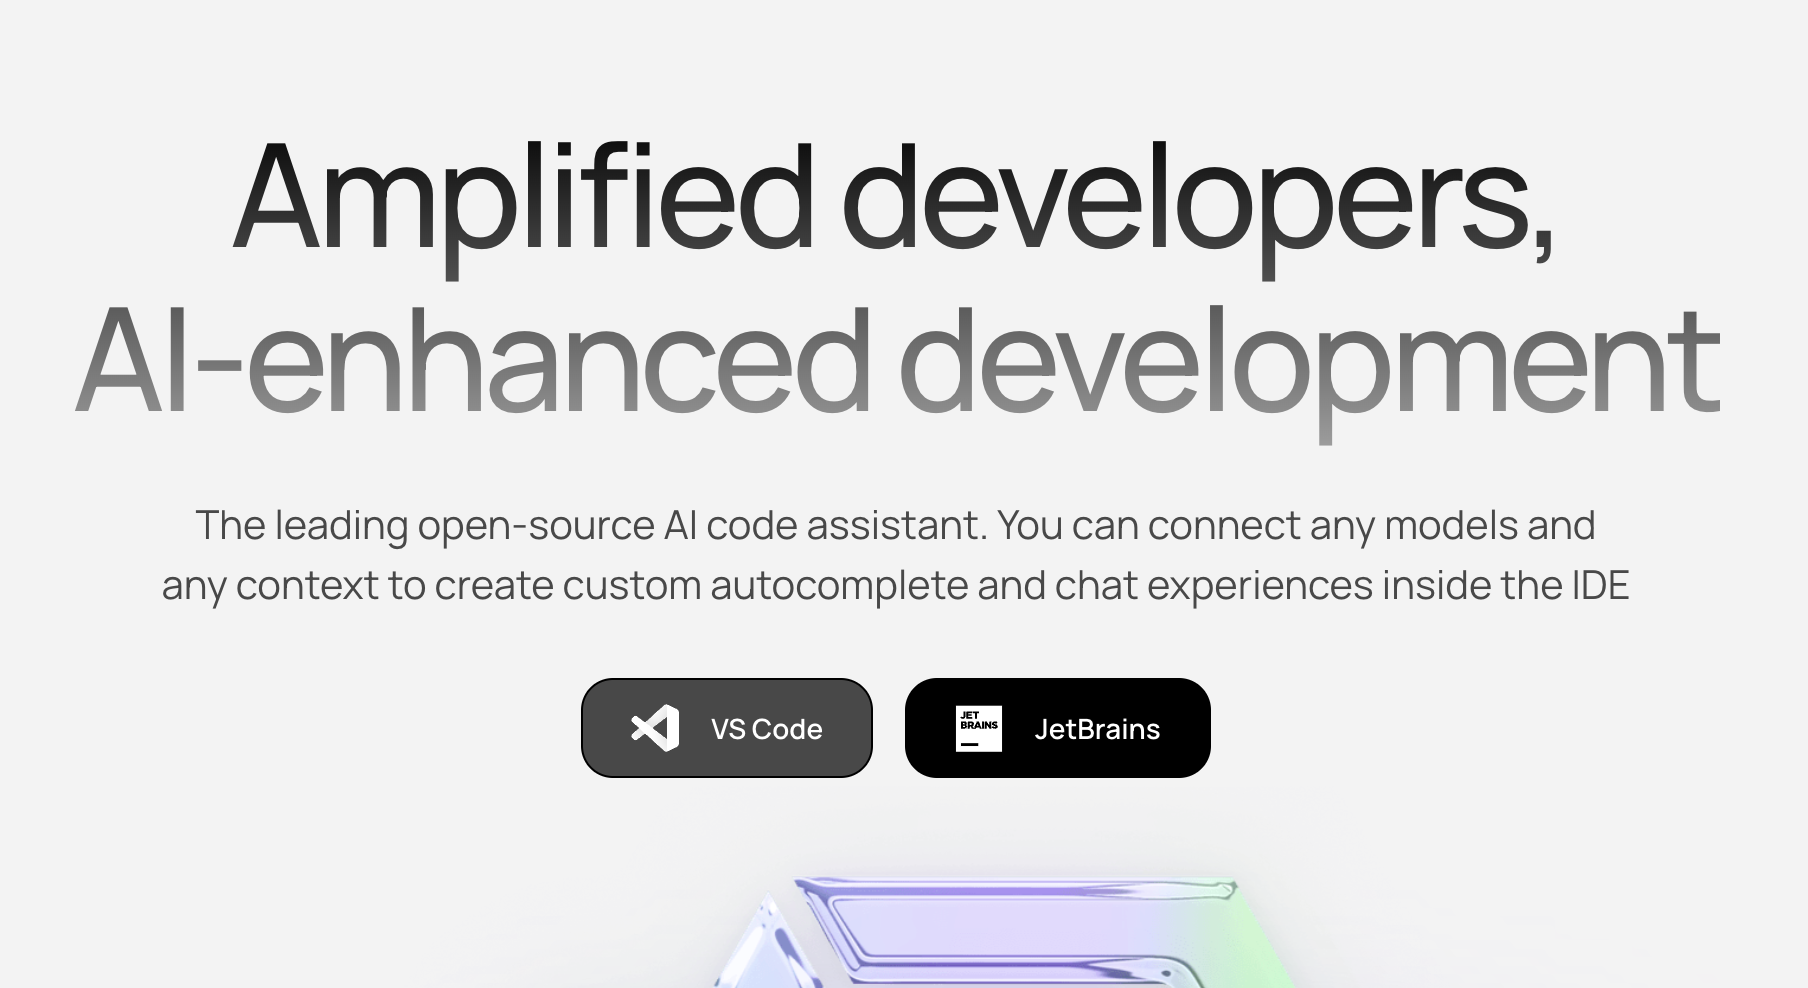 Amplified developers,
AI-enhanced development
The leading open-source AI code assistant. You can connect any models and
any context to create custom autocomplete and chat experiences inside the IDE
VS Code
JET
BRAINS
JetBrains